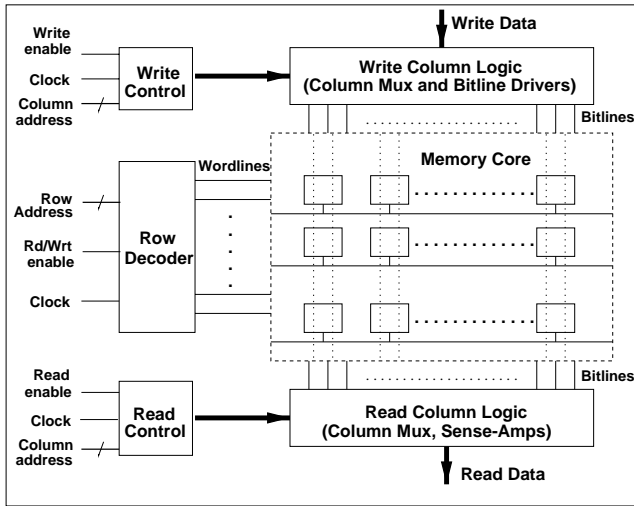 Write Data
Write
enable
Clock
Column
address
Write
Control
Write Column Logic
(Column Mux and Bitline Drivers)
Bitlines
Wordlines
Memory Core
Row
Address
Rd/Wrt
enable
Clock
Row
Decoder
Read
enable
Clock
Column
address
Read
Control
Bitlines
Read Column Logic
(Column Mux, Sense-Amps)
Read Data